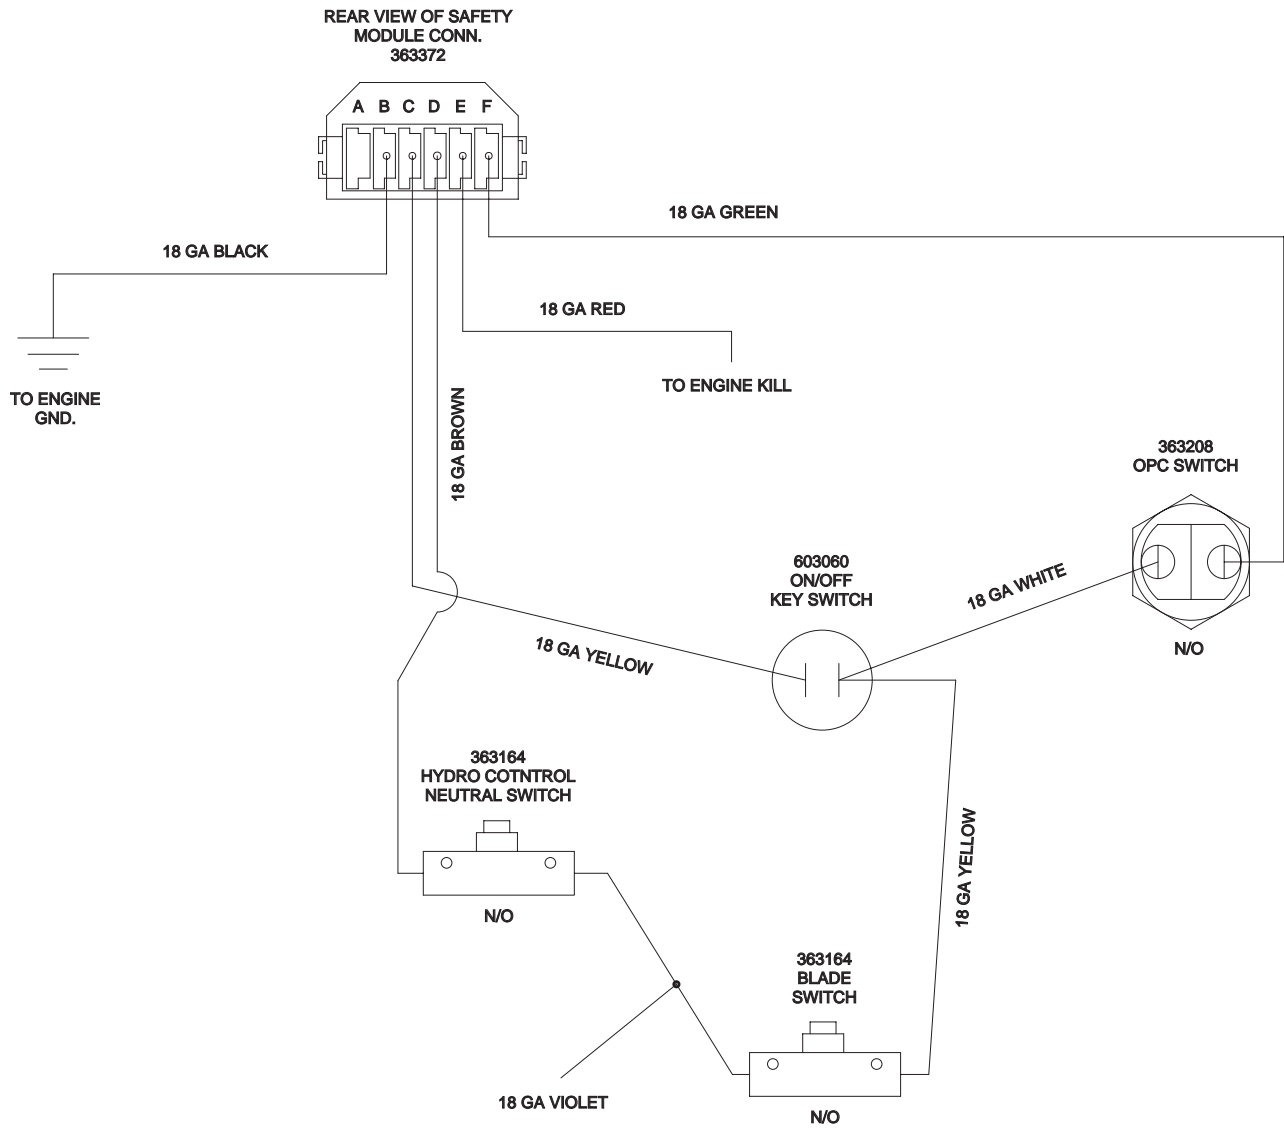 REAR VIEW OF SAFETY
MODULE CONN.
363372
A B C D E F
18 GA GREEN
18 GA BLACK
18 GA RED
TO ENGINE KILL
TO ENGINE
GND.
18 GA BROWN
363208
OPC SWITCH
N/O
603060
ON/OFF
KEY SWITCH
18 GA WHITE
18 GA YELLOW
363164
HYDRO COTNTROL
NEUTRAL SWITCH
N/O
18 GA YELLOW
363164
BLADE
SWITCH
N/O
18 GA VIOLET